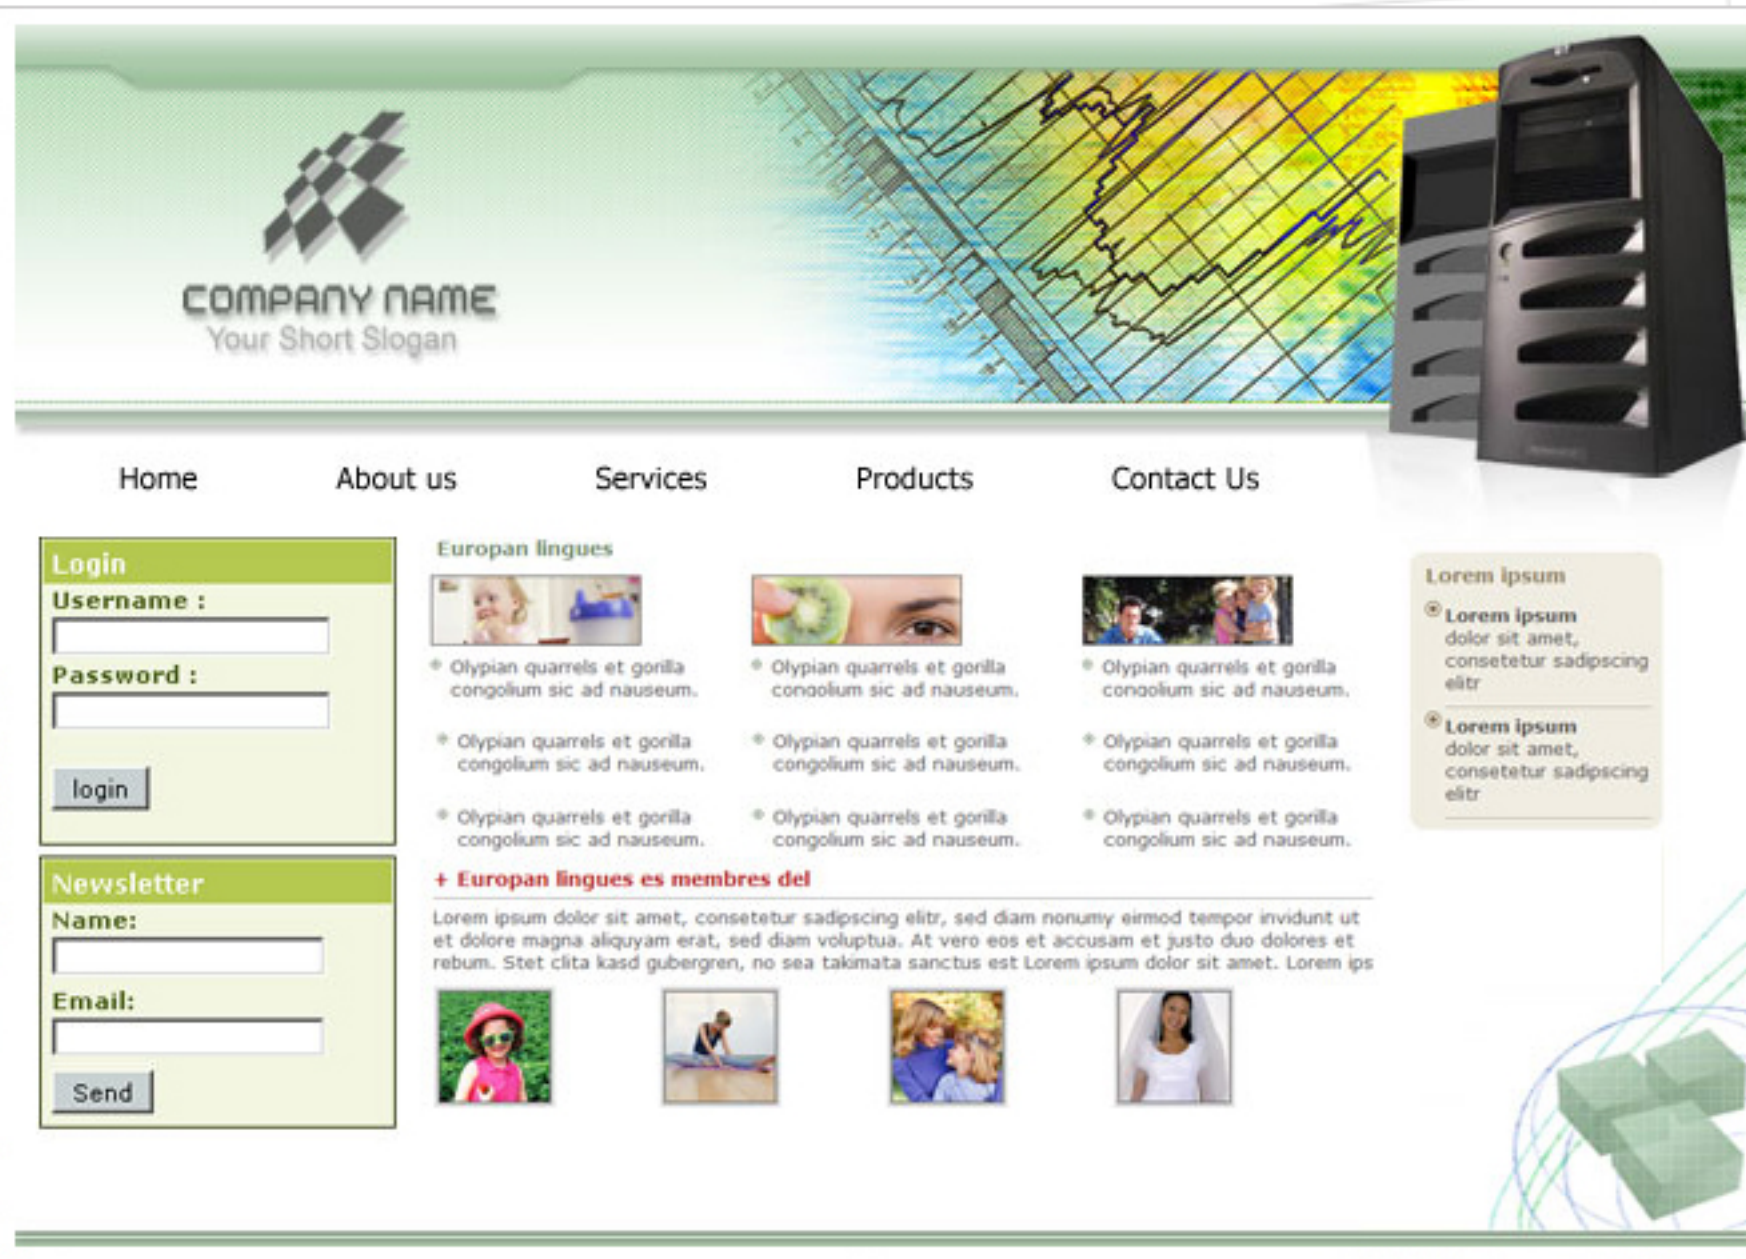 COMPANY NAME
Your Short Slogan
Home
About us
Services
Products
Contact Us
Login
Username :
Password :
login
Newsletter
Name:
Email:
Send
Europan lingues
Olypian quarrels et gorilla
congolium sic ad nauseum.
Olypian quarrels et gorilla
congolium sic ad nauseum.
Olypian quarrels et gorilla
congolium sic ad nauseum.
Olypian quarrels et gorilla
congolium sic ad nauseum.
Olypian quarrels et gorilla
congolium sic ad nauseum.
Olypian quarrels et gorilla
congolium sic ad nauseum.
Olypian quarrels et gorilla
congolium sic ad nauseum.
Olypian quarrels et gorilla
congolium sic ad nauseum.
Olypian quarrels et gorilla
congolium sic ad nauseum.
+ Europan lingues es membres del
Lorem ipsum dolor sit amet, consetetur sadipscing elitr, sed diam nonumy eirmod tempor invidunt ut
et dolore magna aliquyam erat, sed diam voluptua. At vero eos et accusam et justo duo dolores et
rebum. Stet clita kasd gubergren, no sea takimata sanctus est Lorem ipsum dolor sit amet. Lorem ips
Lorem ipsum
Lorem ipsum
dolor sit amet,
consetetur sadipscing
elitr
Lorem ipsum
dolor sit amet,
consetetur sadipscing
elitr